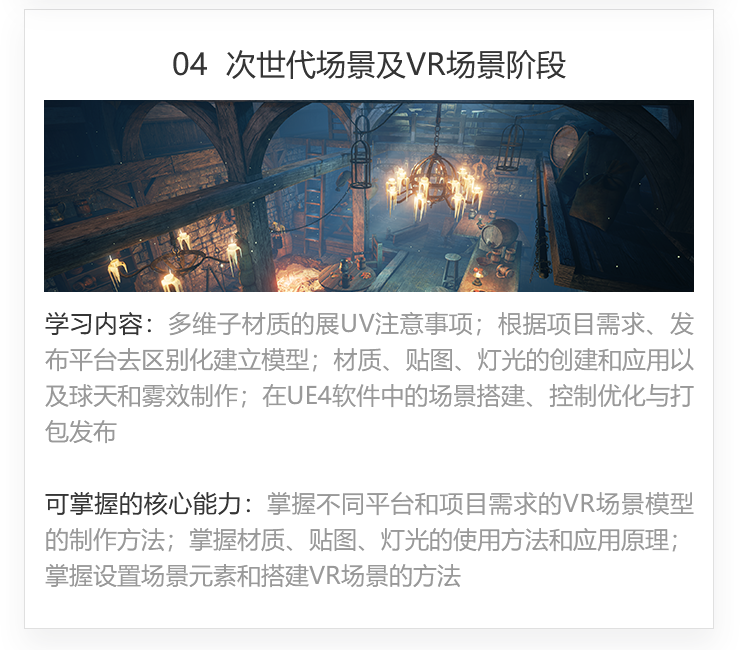 04 次世代场景及VR场景阶段
学习内容：多维子材质的展UV注意事项；根据项目需求、发
布平台去区别化建立模型；材质、贴图、灯光的创建和应用以
及球天和雾效制作；在UE4软件中的场景搭建、控制优化与打
包发布
可掌握的核心能力：掌握不同平台和项目需求的VR场景模型
的制作方法；掌握材质、贴图、灯光的使用方法和应用原理；
掌握设置场景元素和搭建VR场景的方法